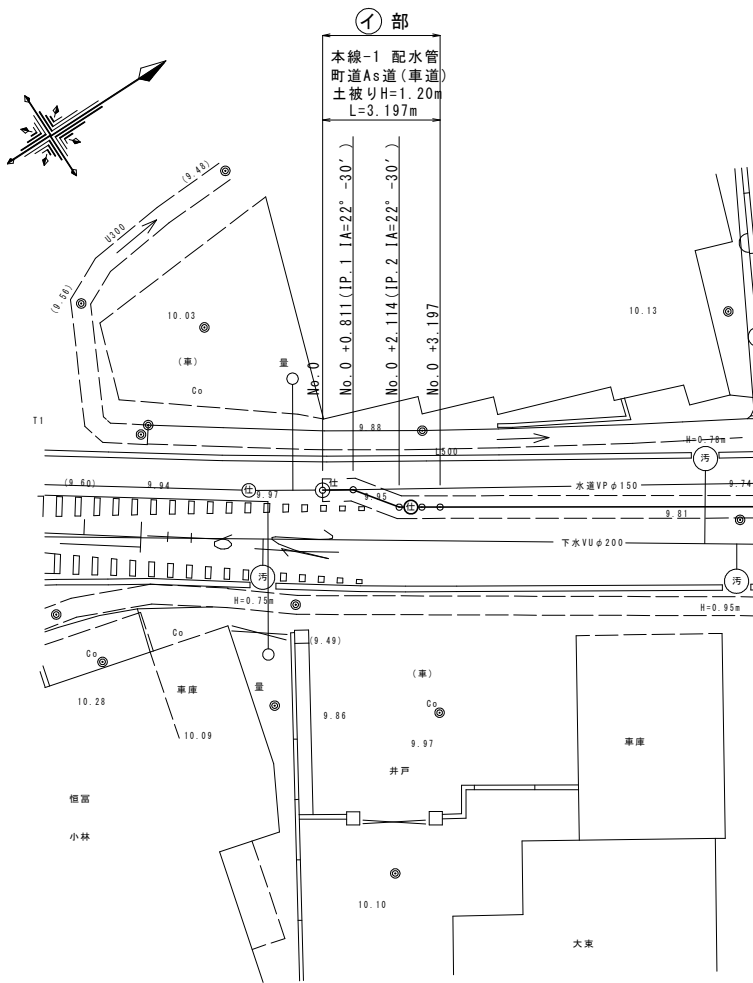 イ 部
本線-1 配水管
町道As道(車道)
土被りH=1.20m
L=3.197m
No.0
No.0 +0.811(IP.1 IA=22° -30′ )
No.0 +2.114(IP.2 IA=22° -30′ )
No.0 +3.197
(9.48)
U300
(9.56)
10.03
(車)
Co
量
10.13
T1
9.88
L500
H=0.78m
汚
(9.60)
9.94
仕
9.97
仕
9.95
仕
水道VPφ150
9.74
9.81
下水VUφ200
汚
汚
H=0.75m
H=0.95m
(9.49)
Co
Co
車庫
量
10.28
10.09
9.86
(車)
Co
9.97
井戸
車庫
恒冨
小林
10.10
大東